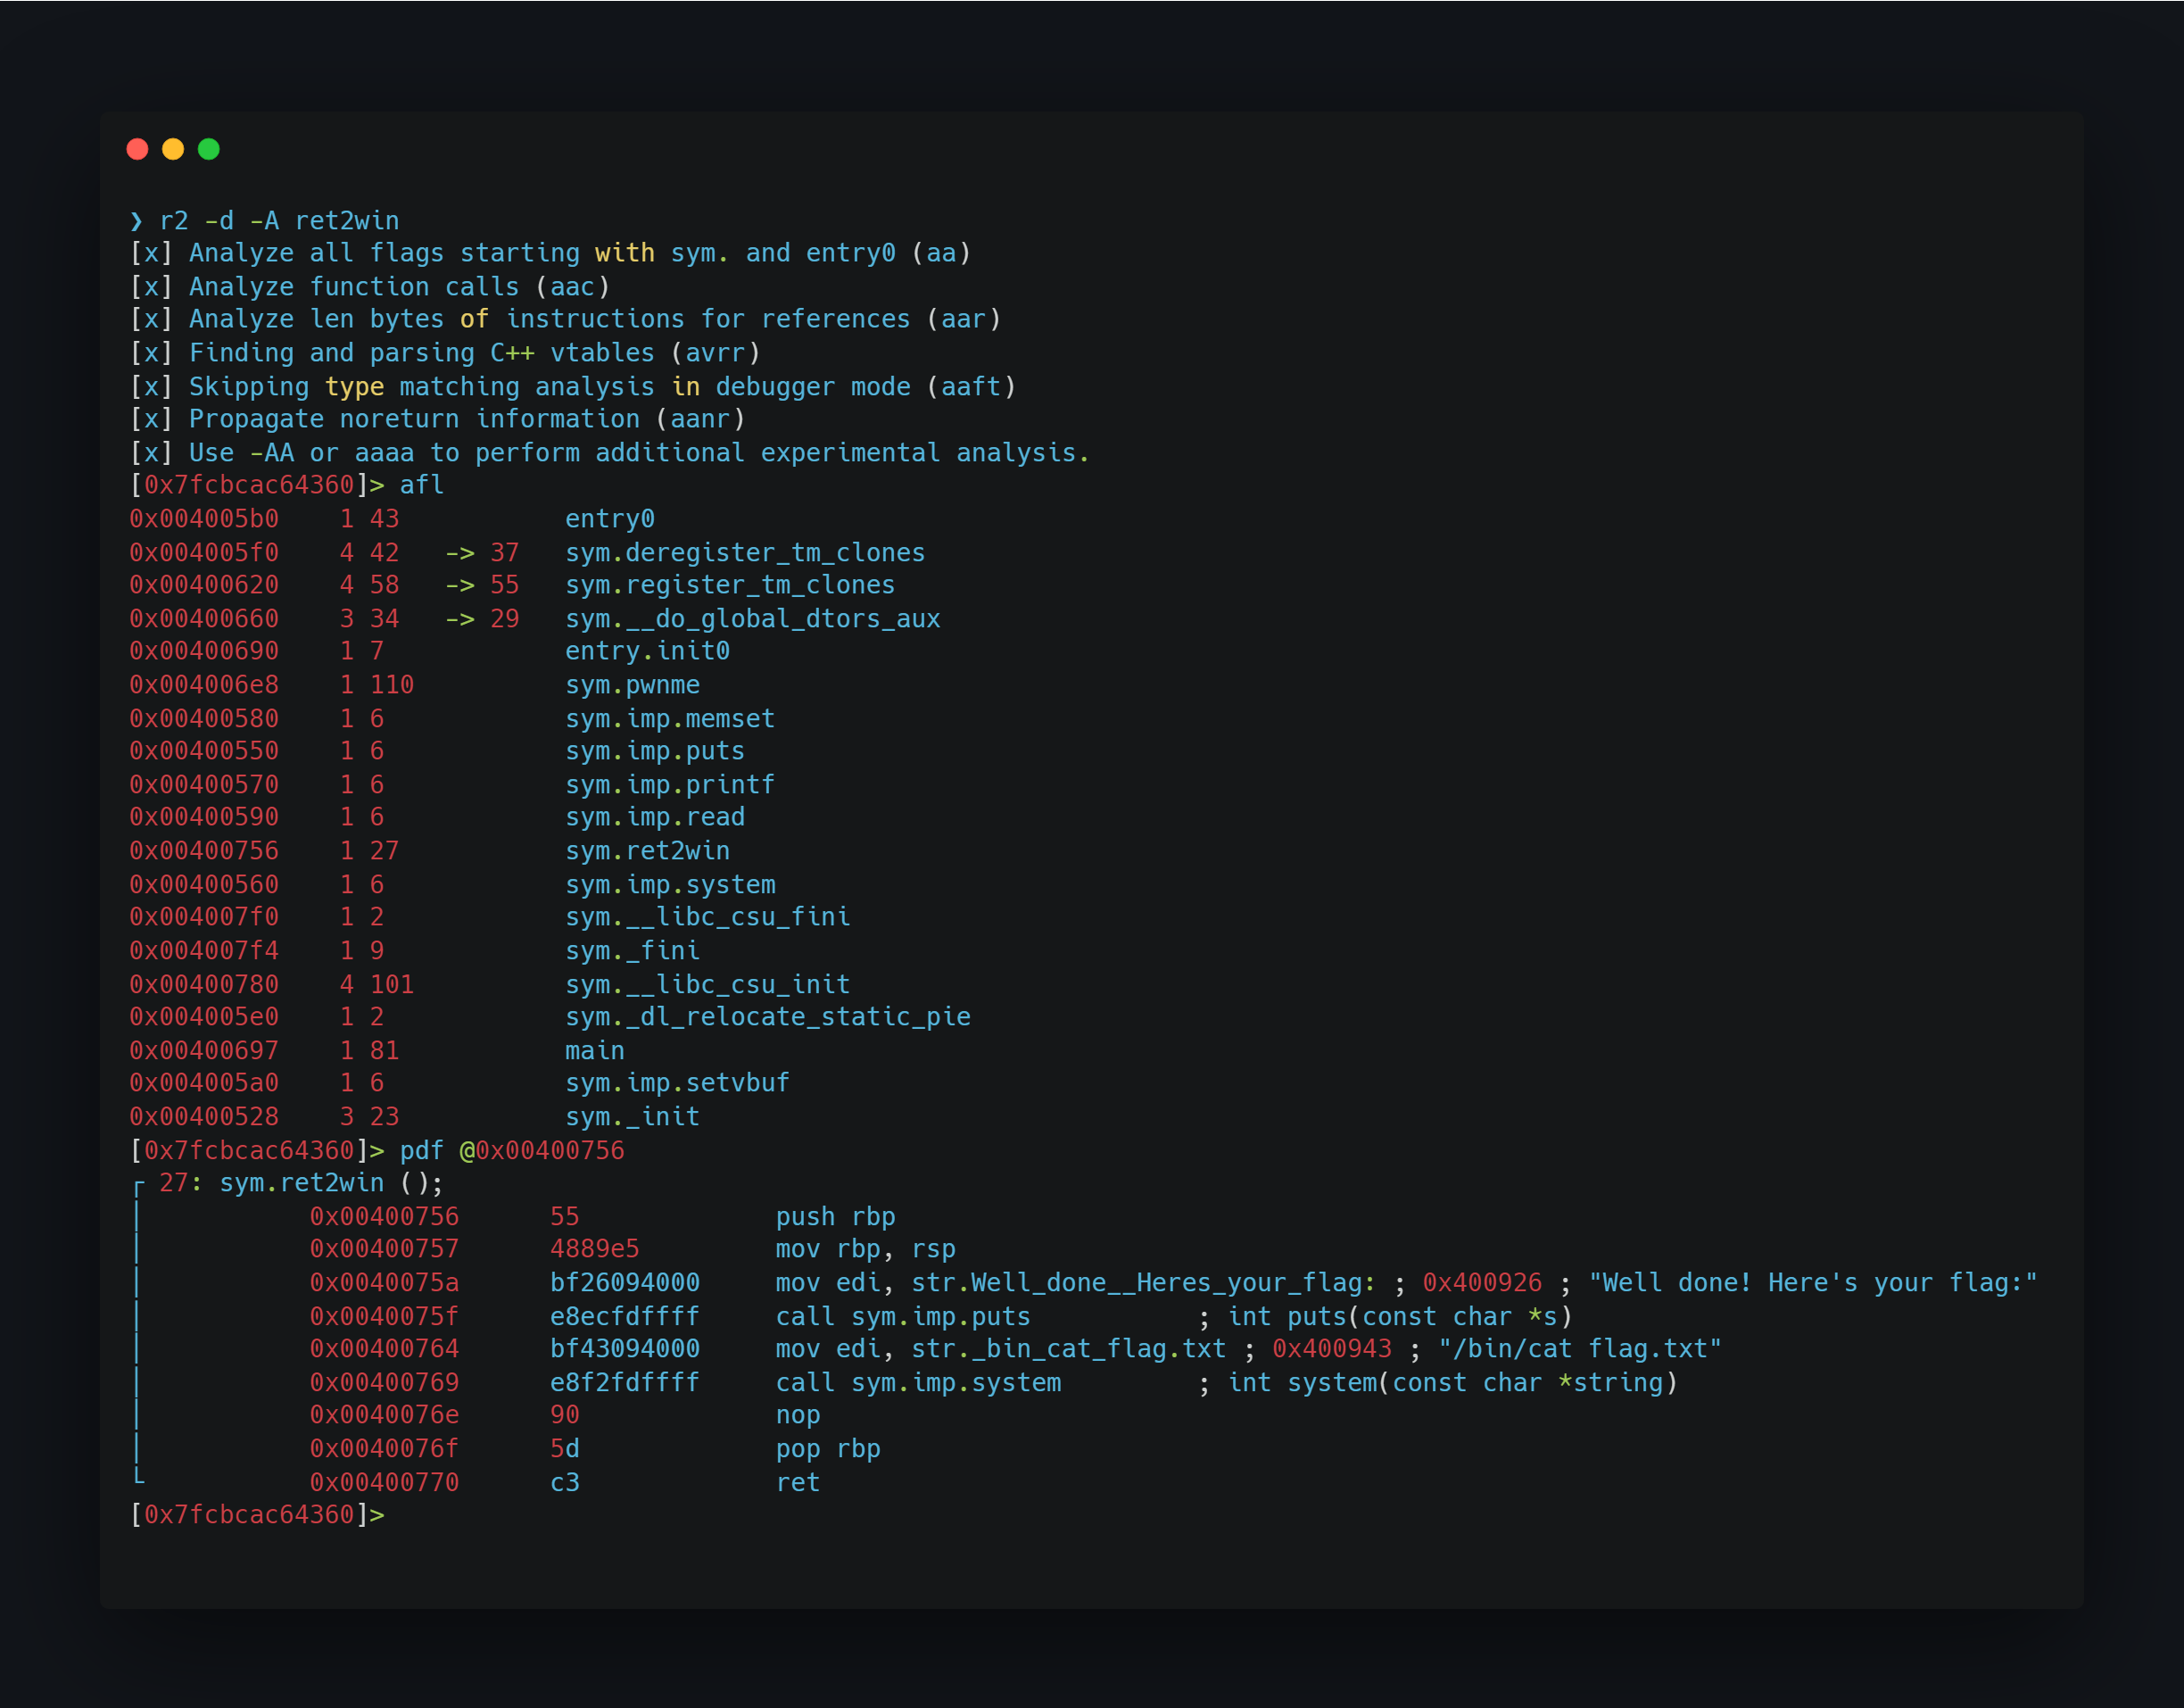 ❯ r2 -d -A ret2win
[x] Analyze all flags starting with sym. and entry0 (aa)
[x] Analyze function calls (aac)
[x] Analyze len bytes of instructions for references (aar)
[x] Finding and parsing C++ vtables (avrr)
[x] Skipping type matching analysis in debugger mode (aaft)
[x] Propagate noreturn information (aanr)
[x] Use -AA or aaaa to perform additional experimental analysis.
[0x7fcbcac64360]> afl
0x004005b0    1 43           entry0
0x004005f0    4 42   -> 37   sym.deregister_tm_clones
0x00400620    4 58   -> 55   sym.register_tm_clones
0x00400660    3 34   -> 29   sym.__do_global_dtors_aux
0x00400690    1 7            entry.init0
0x004006e8    1 110          sym.pwnme
0x00400580    1 6            sym.imp.memset
0x00400550    1 6            sym.imp.puts
0x00400570    1 6            sym.imp.printf
0x00400590    1 6            sym.imp.read
0x00400756    1 27           sym.ret2win
0x00400560    1 6            sym.imp.system
0x004007f0    1 2            sym.__libc_csu_fini
0x004007f4    1 9            sym._fini
0x00400780    4 101          sym.__libc_csu_init
0x004005e0    1 2            sym._dl_relocate_static_pie
0x00400697    1 81           main
0x004005a0    1 6            sym.imp.setvbuf
0x00400528    3 23           sym._init
[0x7fcbcac64360]> pdf @0x00400756
┌ 27: sym.ret2win ();
│           0x00400756      55             push rbp
│           0x00400757      4889e5         mov rbp, rsp
│           0x0040075a      bf26094000     mov edi, str.Well_done__Heres_your_flag: ; 0x400926 ; "Well done! Here's your flag:"
│           0x0040075f      e8ecfdffff     call sym.imp.puts           ; int puts(const char *s)
│           0x00400764      bf43094000     mov edi, str._bin_cat_flag.txt ; 0x400943 ; "/bin/cat flag.txt"
│           0x00400769      e8f2fdffff     call sym.imp.system         ; int system(const char *string)
│           0x0040076e      90             nop
│           0x0040076f      5d             pop rbp
└           0x00400770      c3             ret
[0x7fcbcac64360]>